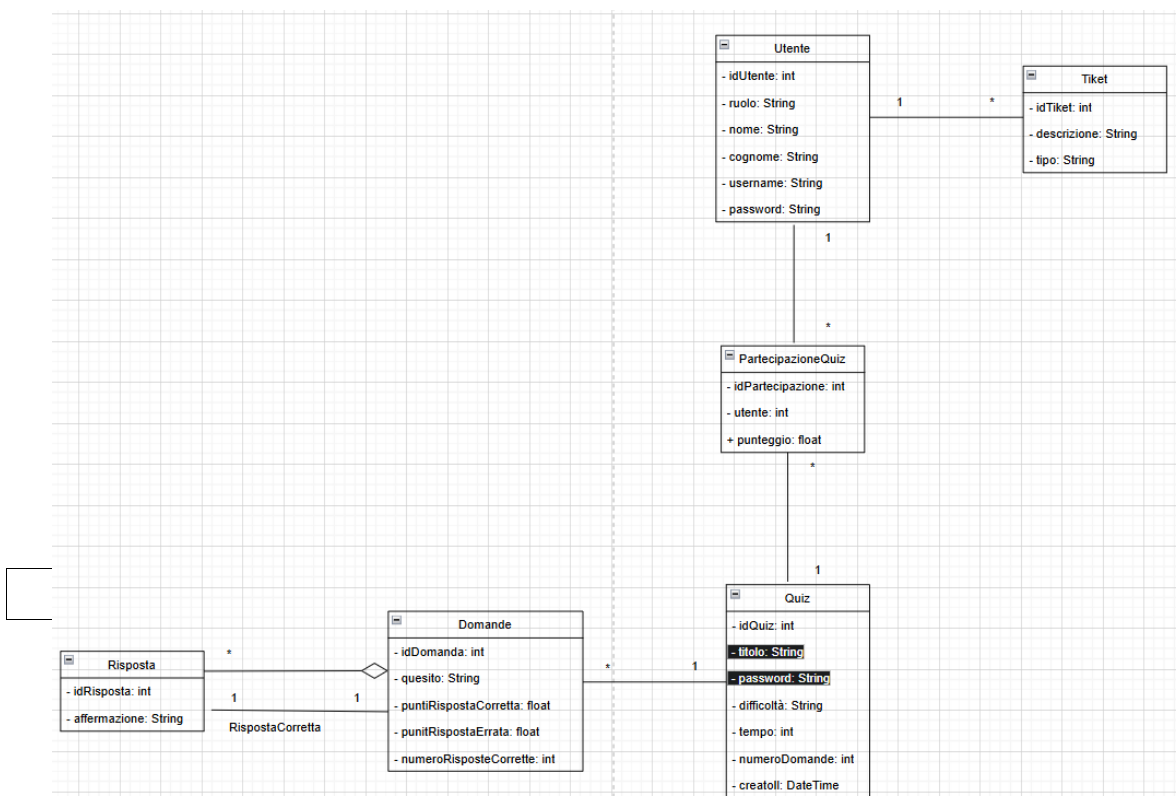 Utente
- idUtente: int
- ruolo: String
- nome: String
- cognome: String
- username: String
- password: String
1
*
Tiket
- idTiket: int
- descrizione: String
- tipo: String
1
*
PartecipazioneQuiz
- idPartecipazione: int
- utente: int
+ punteggio: float
*
1
Quiz
- idQuiz: int
- titolo: String
- password: String
- difficoltà: String
- tempo: int
- numeroDomande: int
- creatoIl: DateTime
*
1
Domande
- idDomanda: int
- quesito: String
- puntiRispostaCorretta: float
- punitRispostaErrata: float
- numeroRisposteCorrette: int
*
1
1
RispostaCorretta
Risposta
- idRisposta: int
- affermazione: String